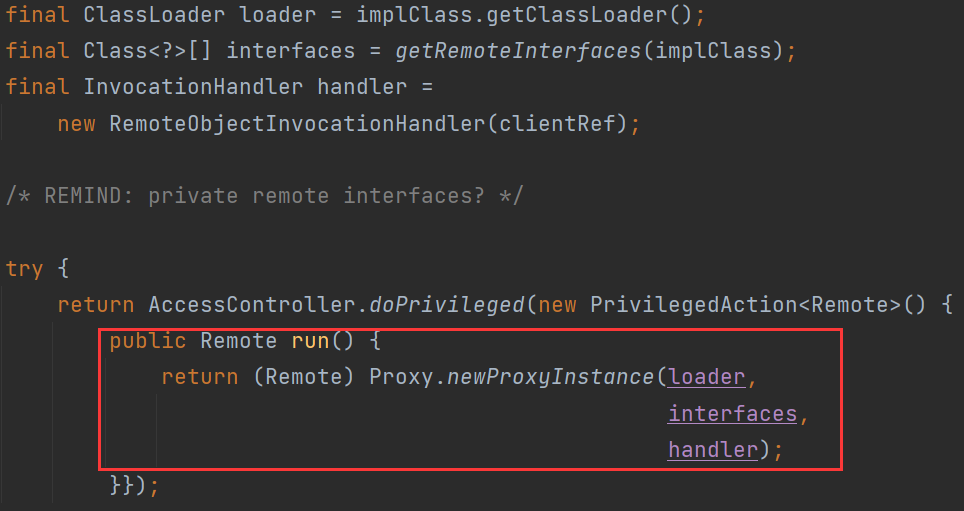 final ClassLoader loader = implClass.getClassLoader();
final Class<?>[] interfaces = getRemoteInterfaces(implClass);
final InvocationHandler handler =
    new RemoteObjectInvocationHandler(clientRef);
/* REMIND: private remote interfaces? */
try {
    return AccessController.doPrivileged(new PrivilegedAction<Remote>() {
        public Remote run() {
            return (Remote) Proxy.newProxyInstance(loader,
                                                   interfaces,
                                                   handler);
        }});